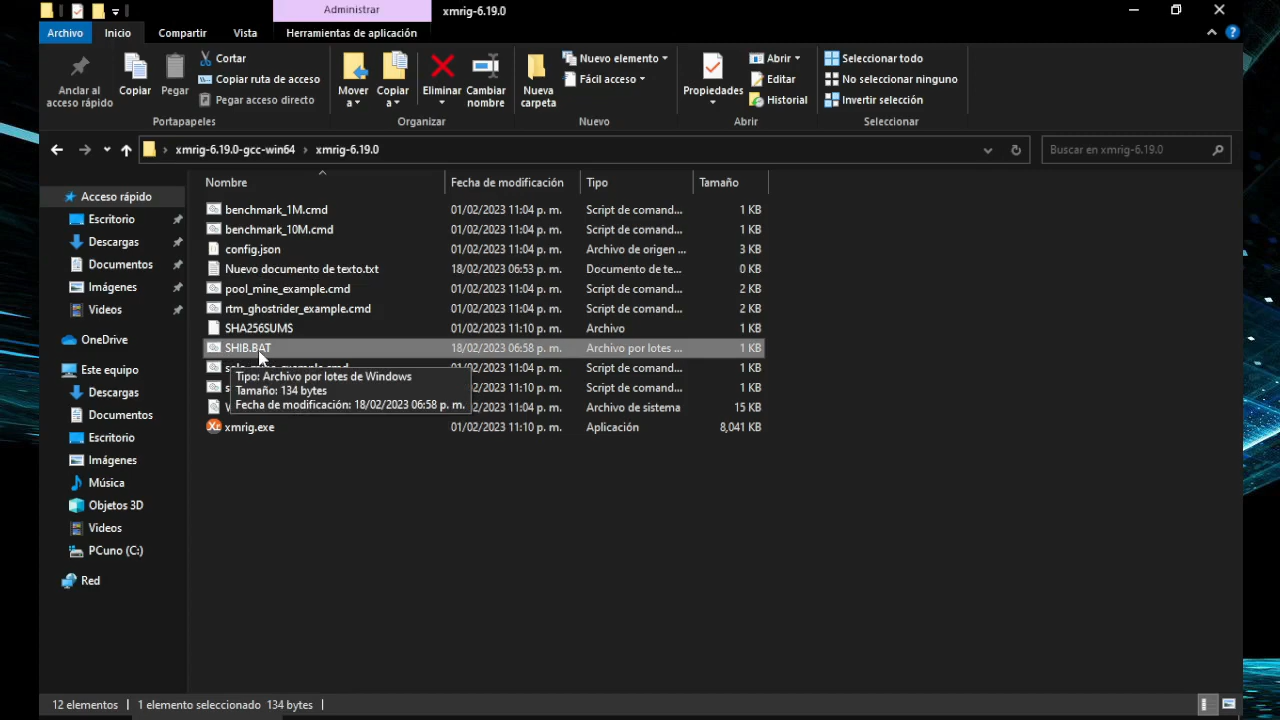 Administrar
xmrig-6.19.0
Archivo
Inicio
Compartir
Vista
Herramientas de aplicación
Anclar al acceso rápido
Copiar
Pegar
Cortar
Copiar ruta de acceso
Pegar acceso directo
Portapapeles
Mover a
Copiar a
Eliminar
Cambiar nombre
Organizar
Nueva carpeta
Nuevo elemento
Fácil acceso
Nuevo
Propiedades
Abrir
Editar
Historial
Abrir
Seleccionar todo
No seleccionar ninguno
Invertir selección
Seleccionar
xmrig-6.19.0-gcc-win64 › xmrig-6.19.0
Buscar en xmrig-6.19.0
Acceso rápido
Escritorio
Descargas
Documentos
Imágenes
Videos
OneDrive
Este equipo
Descargas
Documentos
Escritorio
Imágenes
Música
Objetos 3D
Videos
PCuno (C:)
Red
Nombre Fecha de modificación Tipo Tamaño
benchmark_1M.cmd 01/02/2023 11:04 p. m. Script de comand... 1 KB
benchmark_10M.cmd 01/02/2023 11:04 p. m. Script de comand... 1 KB
config.json 01/02/2023 11:04 p. m. Archivo de origen ... 3 KB
Nuevo documento de texto.txt 18/02/2023 06:53 p. m. Documento de te... 0 KB
pool_mine_example.cmd 01/02/2023 11:04 p. m. Script de comand... 2 KB
rtm_ghostrider_example.cmd 01/02/2023 11:04 p. m. Script de comand... 2 KB
SHA256SUMS 01/02/2023 11:10 p. m. Archivo 1 KB
SHIB.BAT 18/02/2023 06:58 p. m. Archivo por lotes ... 1 KB
01/02/2023 11:04 p. m. Script de comand... 2 KB
01/02/2023 11:10 p. m. Script de comand... 1 KB
01/02/2023 11:04 p. m. Archivo de sistema 15 KB
xmrig.exe 01/02/2023 11:10 p. m. Aplicación 8,041 KB
Tipo: Archivo por lotes de Windows
Tamaño: 134 bytes
Fecha de modificación: 18/02/2023 06:58 p. m.
12 elementos
1 elemento seleccionado 134 bytes